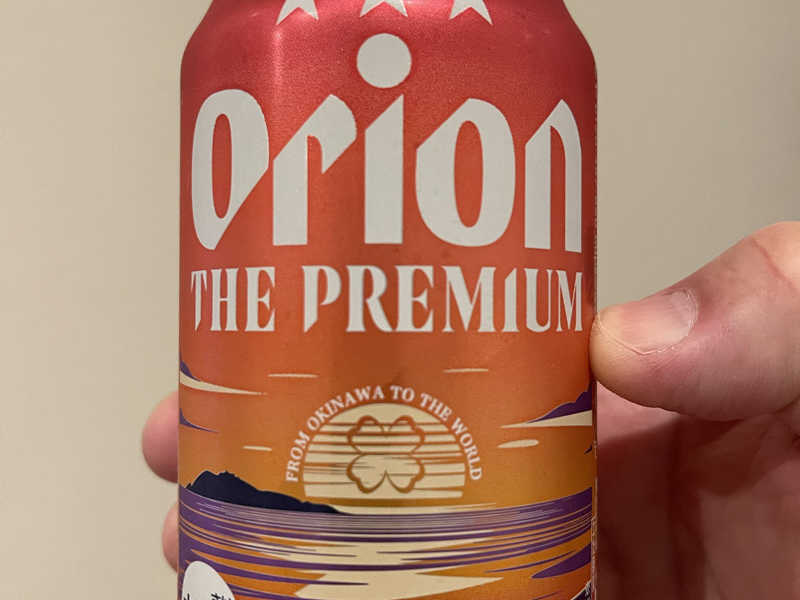 Orion
THE PREMIUM
FROM OKINAWA TO THE WORLD